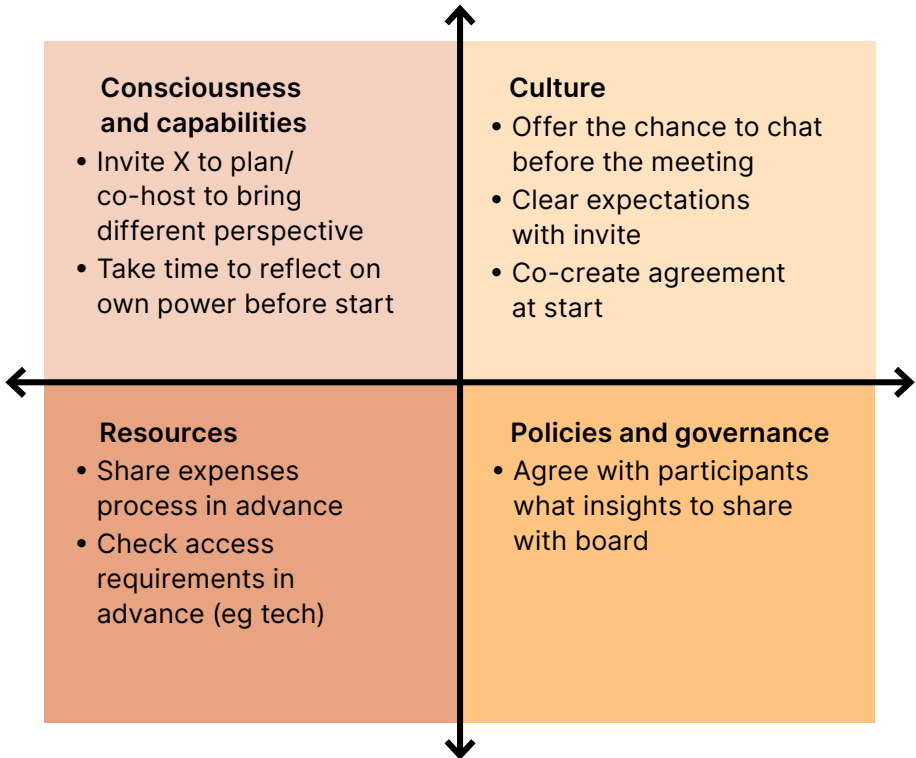 Consciousness
and capabilities
• Invite X to plan/
co-host to bring
different perspective
• Take time to reflect on
own power before start
Culture
• Offer the chance to chat
before the meeting
• Clear expectations
with invite
• Co-create agreement
at start
Resources
• Share expenses
process in advance
• Check access
requirements in
advance (eg tech)
Policies and governance
• Agree with participants
what insights to share
with board